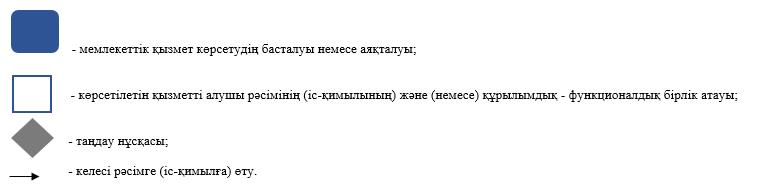 - мемлекеттік қызмет көрсетудің басталуы немесе аяқталуы;
- көрсетілетін қызметті алушы рәсімінің (іс-қимылының) және (немесе) құрылымдық - функционалдық бірлік атауы;
- таңдау нұсқасы;
- келесі рәсімге (іс-қимылға) өту.